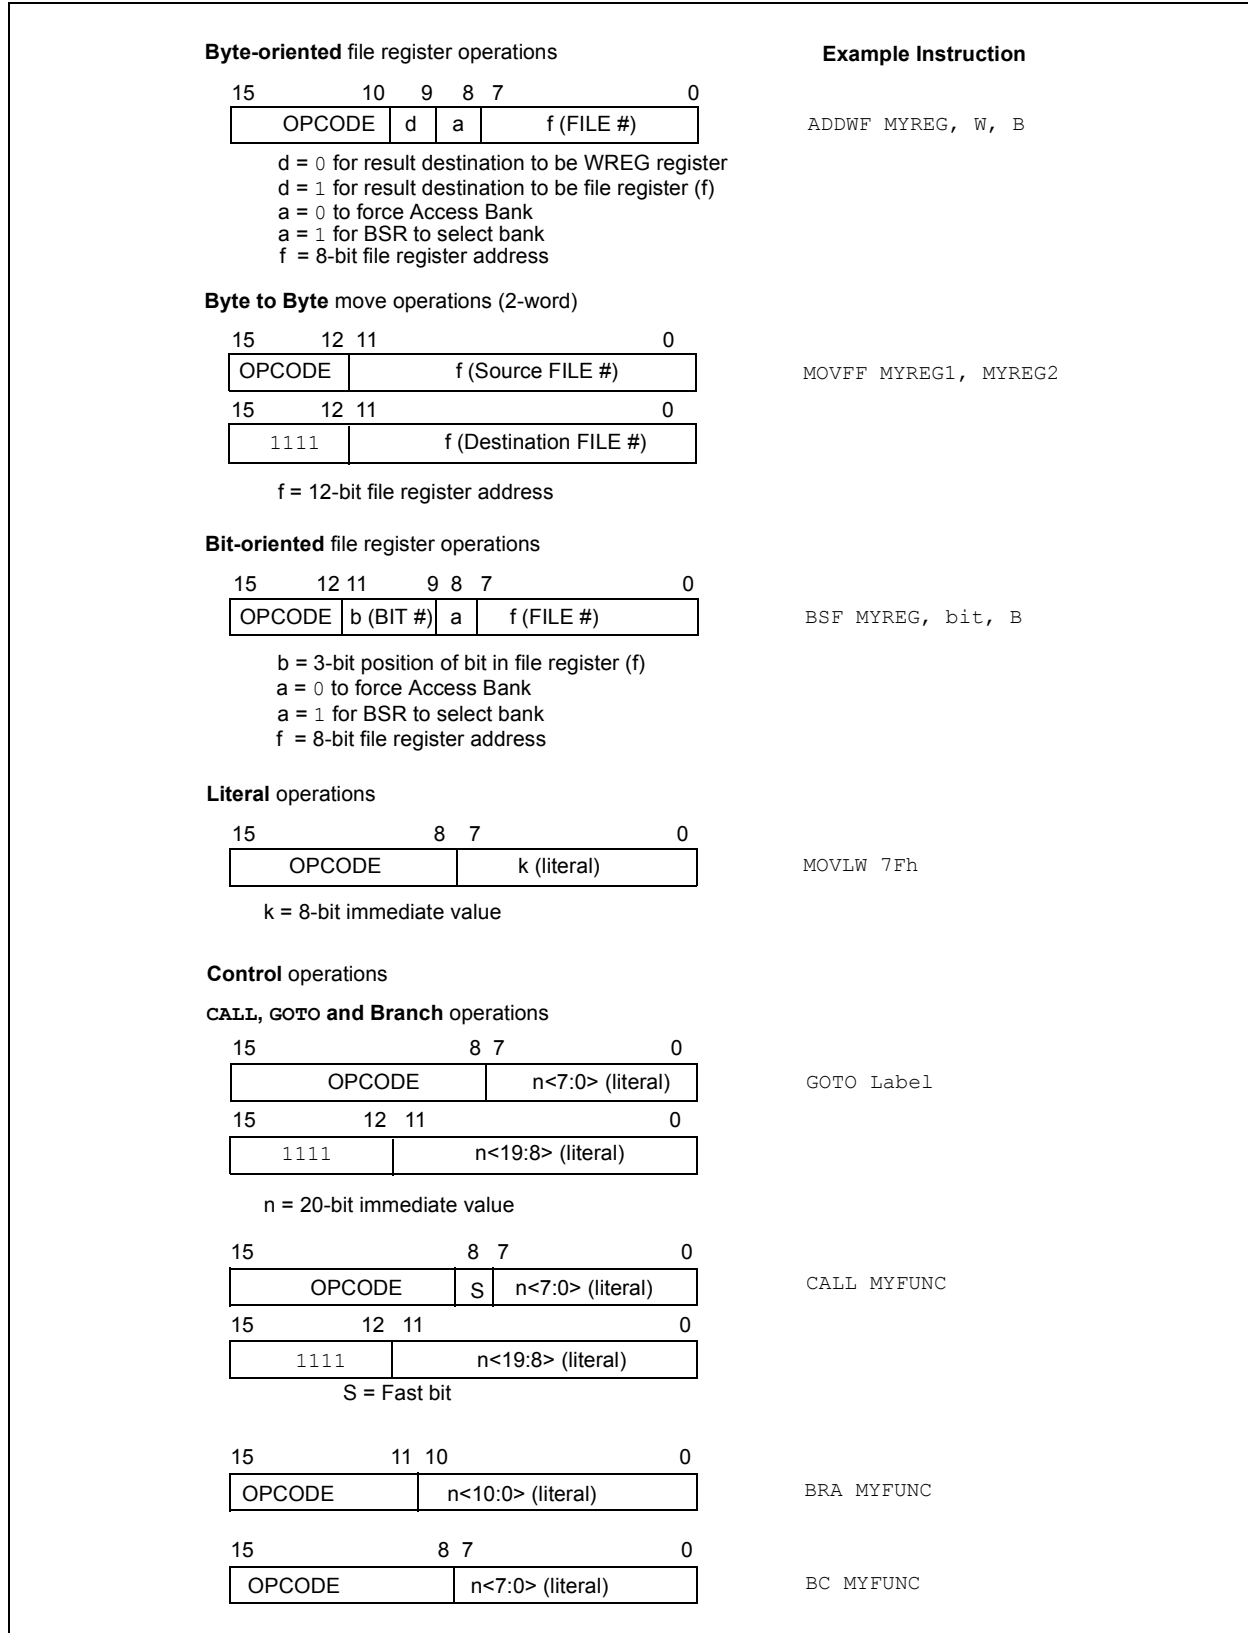 Byte-oriented file register operations
Example Instruction
15 10 9 8 7 0
OPCODE d a f (FILE #)
ADDWF MYREG, W, B
d = 0 for result destination to be WREG register
d = 1 for result destination to be file register (f)
a = 0 to force Access Bank
a = 1 for BSR to select bank
f = 8-bit file register address
Byte to Byte move operations (2-word)
15 12 11 0
OPCODE f (Source FILE #)
MOVFF MYREG1, MYREG2
15 12 11 0
1111 f (Destination FILE #)
f = 12-bit file register address
Bit-oriented file register operations
15 12 11 9 8 7 0
OPCODE b (BIT #) a f (FILE #)
BSF MYREG, bit, B
b = 3-bit position of bit in file register (f)
a = 0 to force Access Bank
a = 1 for BSR to select bank
f = 8-bit file register address
Literal operations
15 8 7 0
OPCODE k (literal)
MOVLW 7Fh
k = 8-bit immediate value
Control operations
CALL, GOTO and Branch operations
15 8 7 0
OPCODE n<7:0> (literal)
GOTO Label
15 12 11 0
1111 n<19:8> (literal)
n = 20-bit immediate value
15 8 7 0
OPCODE S n<7:0> (literal)
CALL MYFUNC
15 12 11 0
1111 n<19:8> (literal)
S = Fast bit
15 11 10 0
OPCODE n<10:0> (literal)
BRA MYFUNC
15 8 7 0
OPCODE n<7:0> (literal)
BC MYFUNC